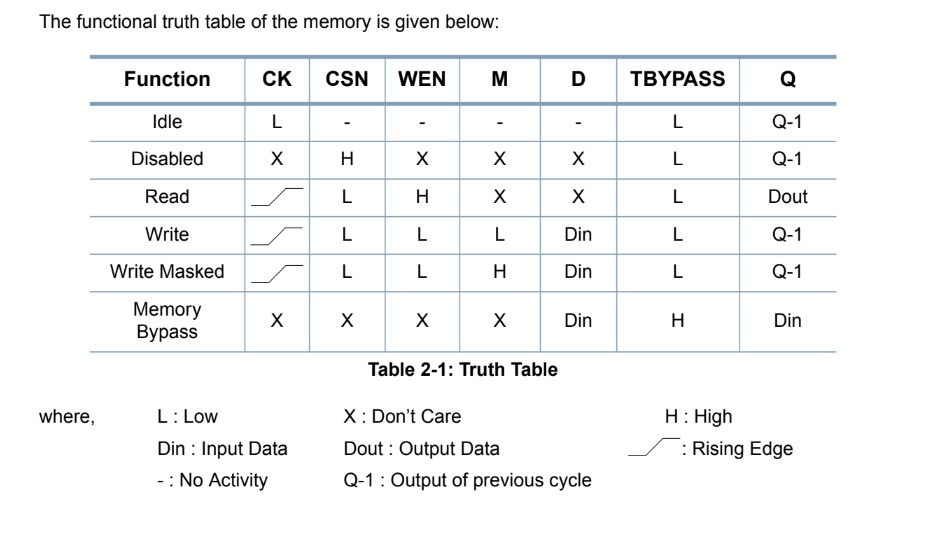 The functional truth table of the memory is given below:
Function CK CSN WEN M D TBYPASS Q
Idle L - - - - L Q-1
Disabled X H X X X L Q-1
Read L H X X L Dout
Write L L L Din L Q-1
Write Masked L L H Din L Q-1
Memory
Bypass X X X X Din H Din
Table 2-1: Truth Table
where, L : Low X : Don't Care H : High
Din : Input Data Dout : Output Data : Rising Edge
- : No Activity Q-1 : Output of previous cycle